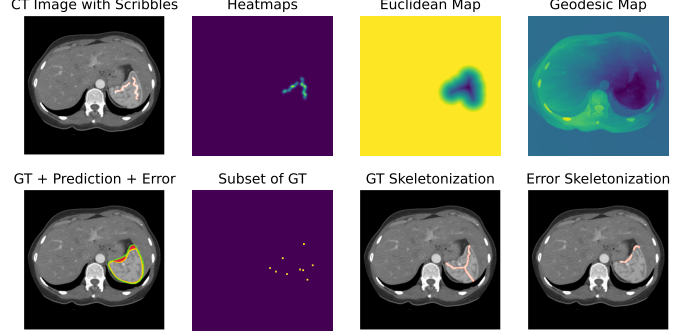 CT Image with Scribbles
Heatmaps
Euclidean Map
Geodesic Map
GT + Prediction + Error
Subset of GT
GT Skeletonization
Error Skeletonization